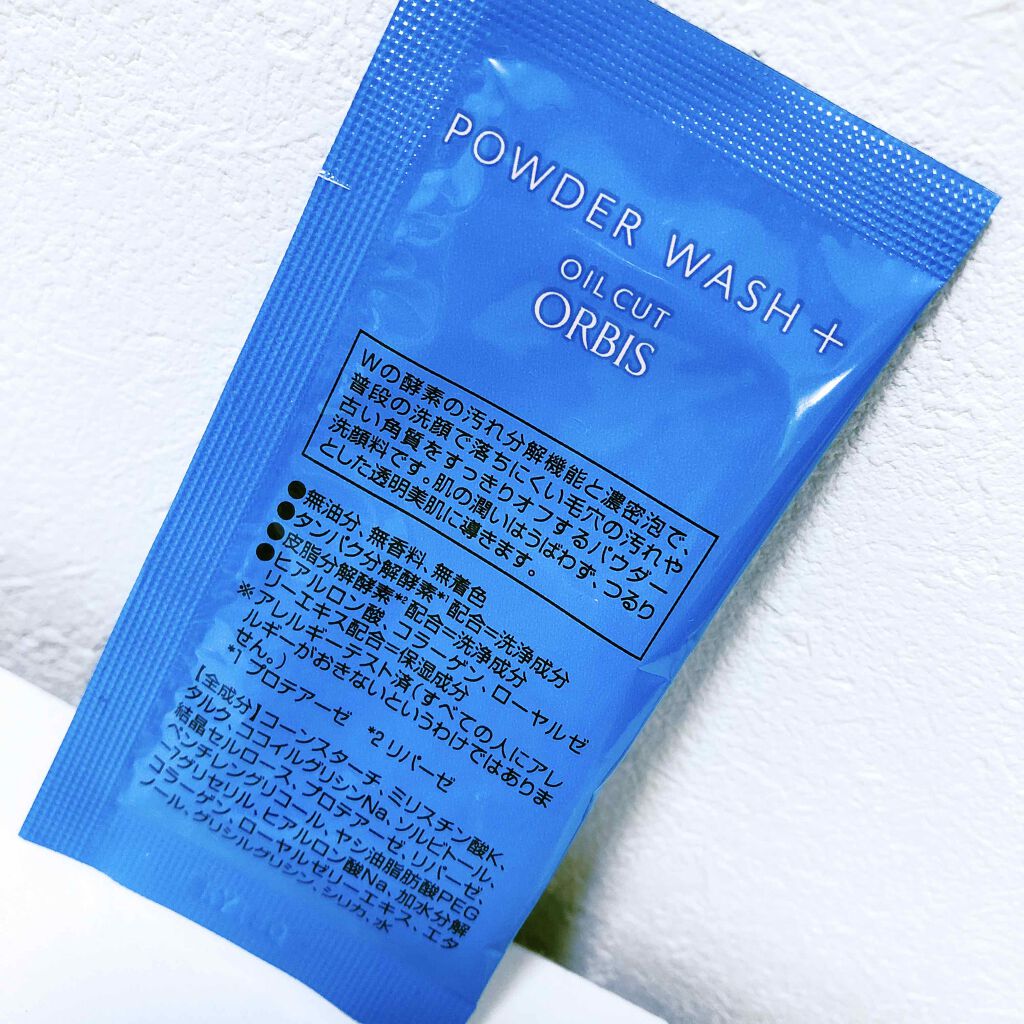 POWDER WASH+
OIL CUT
ORBIS
Wの酵素の汚れ分解機能と濃密泡で、
普段の洗顔で落ちにくい毛穴の汚れや
古い角質をすっきりオフするパウダー
洗顔料です。肌の潤いはうばわず、つるり
とした透明美肌に導きます。
●無油分、無香料、無着色
●タンパク分解酵素*1配合=洗浄成分
●皮脂分解酵素*2配合=洗浄成分
●ヒアルロン酸、コラーゲン、ローヤルゼ
リーエキス配合=保湿成分
※アレルギーテスト済(すべての人にアレ
ルギーがおきないというわけではありま
せん。)
*1 プロテアーゼ *2 リパーゼ
【全成分】コーンスターチ、ミリスチン酸K、
タルク、ココイルグリシンNa、ソルビトール、
結晶セルロース、プロテアーゼ、リパーゼ、
ペンチレングリコール、ヤシ油脂肪酸PEG
-7グリセリル、ヒアルロン酸Na、加水分解
コラーゲン、ローヤルゼリーエキス、エタ
ノール、グリシルグリシン、シリカ、水